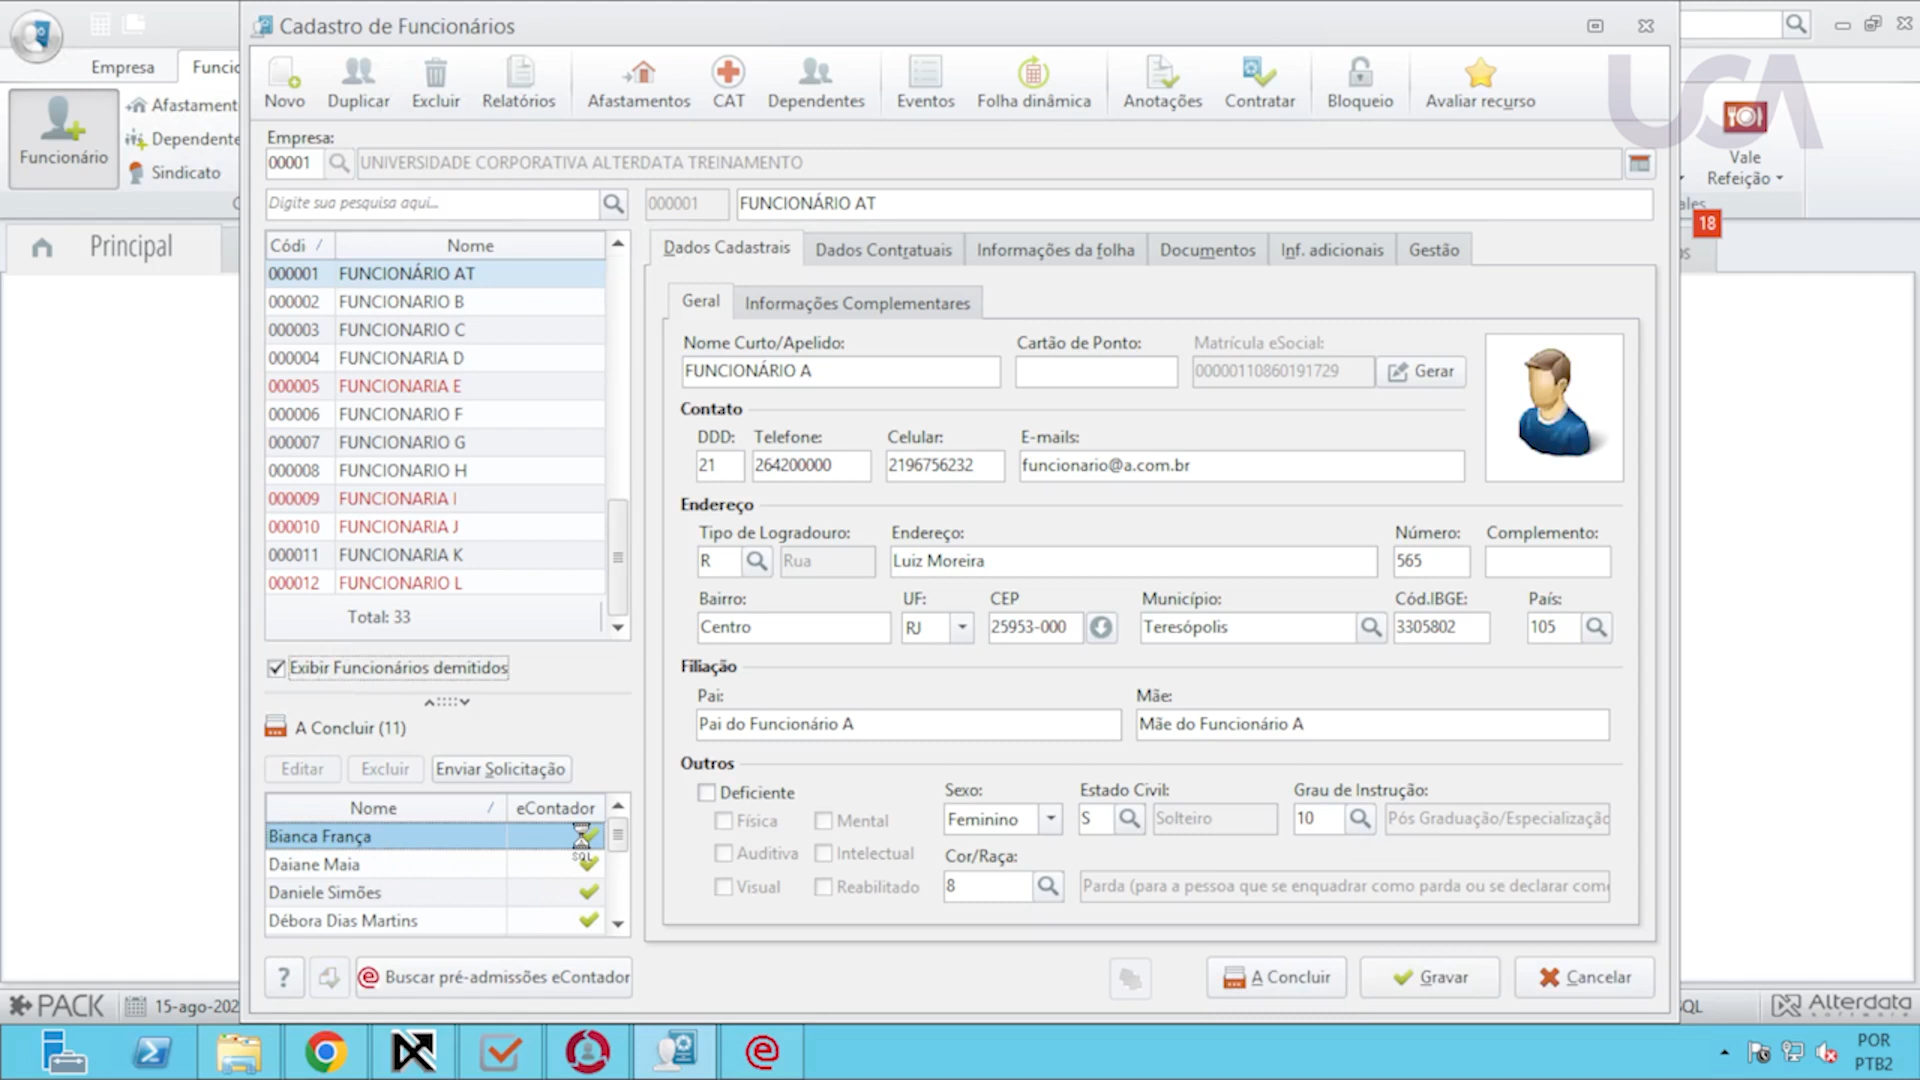 Cadastro de Funcionários
Empresa
Funcio
Novo
Duplicar
Excluir
Relatórios
Afastamentos
CAT
Dependentes
Eventos
Folha dinâmica
Anotações
Contratar
Bloqueio
Avaliar recurso
UCA
Funcionário
Afastament
Dependente
Sindicato
Vale
Refeição
ales
18
Empresa:
00001
UNIVERSIDADE CORPORATIVA ALTERDATA TREINAMENTO
Digite sua pesquisa aqui...
000001
FUNCIONÁRIO AT
Principal
Códi
Nome
000001 FUNCIONÁRIO AT
000002 FUNCIONARIO B
000003 FUNCIONARIO C
000004 FUNCIONARIA D
000005 FUNCIONARIA E
000006 FUNCIONARIO F
000007 FUNCIONARIO G
000008 FUNCIONARIO H
000009 FUNCIONARIA I
000010 FUNCIONARIA J
000011 FUNCIONARIA K
000012 FUNCIONARIO L
Total: 33
Exibir Funcionários demitidos
A Concluir (11)
Editar
Excluir
Enviar Solicitação
Nome
eContador
Bianca França
SQL
Daiane Maia
Daniele Simões
Débora Dias Martins
Dados Cadastrais
Dados Contratuais
Informações da folha
Documentos
Inf. adicionais
Gestão
Geral
Informações Complementares
Nome Curto/Apelido:
Cartão de Ponto:
Matrícula eSocial:
FUNCIONÁRIO A
00000110860191729
Gerar
Contato
DDD:
Telefone:
Celular:
E-mails:
21
264200000
2196756232
funcionario@a.com.br
Endereço
Tipo de Logradouro:
Endereço:
Número:
Complemento:
R
Rua
Luiz Moreira
565
Bairro:
UF:
CEP
Município:
Cód.IBGE:
País:
Centro
RJ
25953-000
Teresópolis
3305802
105
Filiação
Pai:
Mãe:
Pai do Funcionário A
Mãe do Funcionário A
Outros
Deficiente
Física
Mental
Auditiva
Intelectual
Visual
Reabilitado
Sexo:
Estado Civil:
Grau de Instrução:
Feminino
S
Solteiro
10
Pós Graduação/Especialização
Cor/Raça:
8
Parda (para a pessoa que se enquadrar como parda ou se declarar como
?
Buscar pré-admissões eContador
A Concluir
Gravar
Cancelar
PACK
15-ago-202
SQL
Alterdata
POR
PTB2